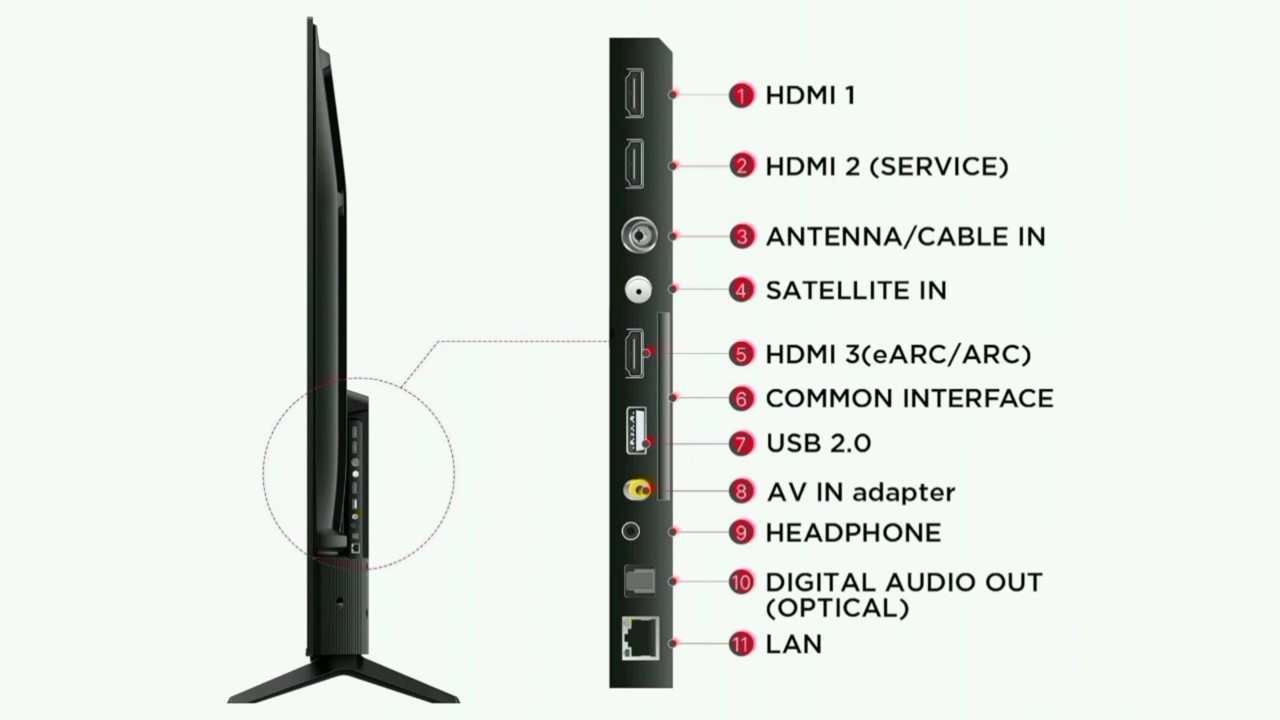 1 HDMI 1
2 HDMI 2 (SERVICE)
3 ANTENNA/CABLE IN
4 SATELLITE IN
5 HDMI 3(eARC/ARC)
6 COMMON INTERFACE
7 USB 2.0
8 AV IN adapter
9 HEADPHONE
10 DIGITAL AUDIO OUT
(OPTICAL)
11 LAN